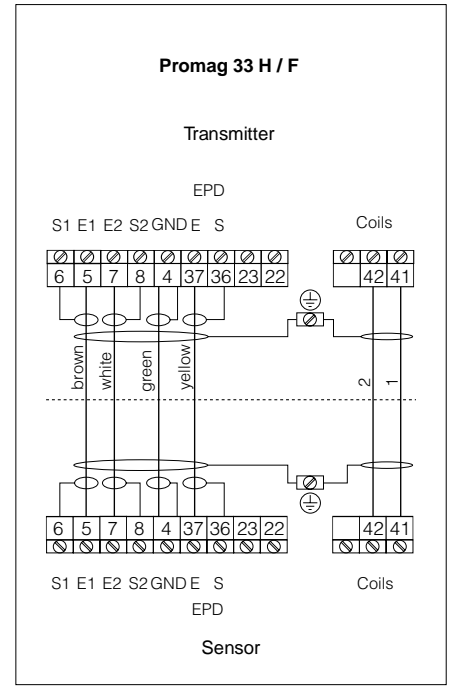 Promag 33 H / F
Transmitter
EPD
S1 E1 E2 S2 GND E S Coils
6 5 7 8 4 37 36 23 22 42 41
brown white green yellow 2 1
6 5 7 8 4 37 36 23 22 42 41
S1 E1 E2 S2 GND E S Coils
EPD
Sensor